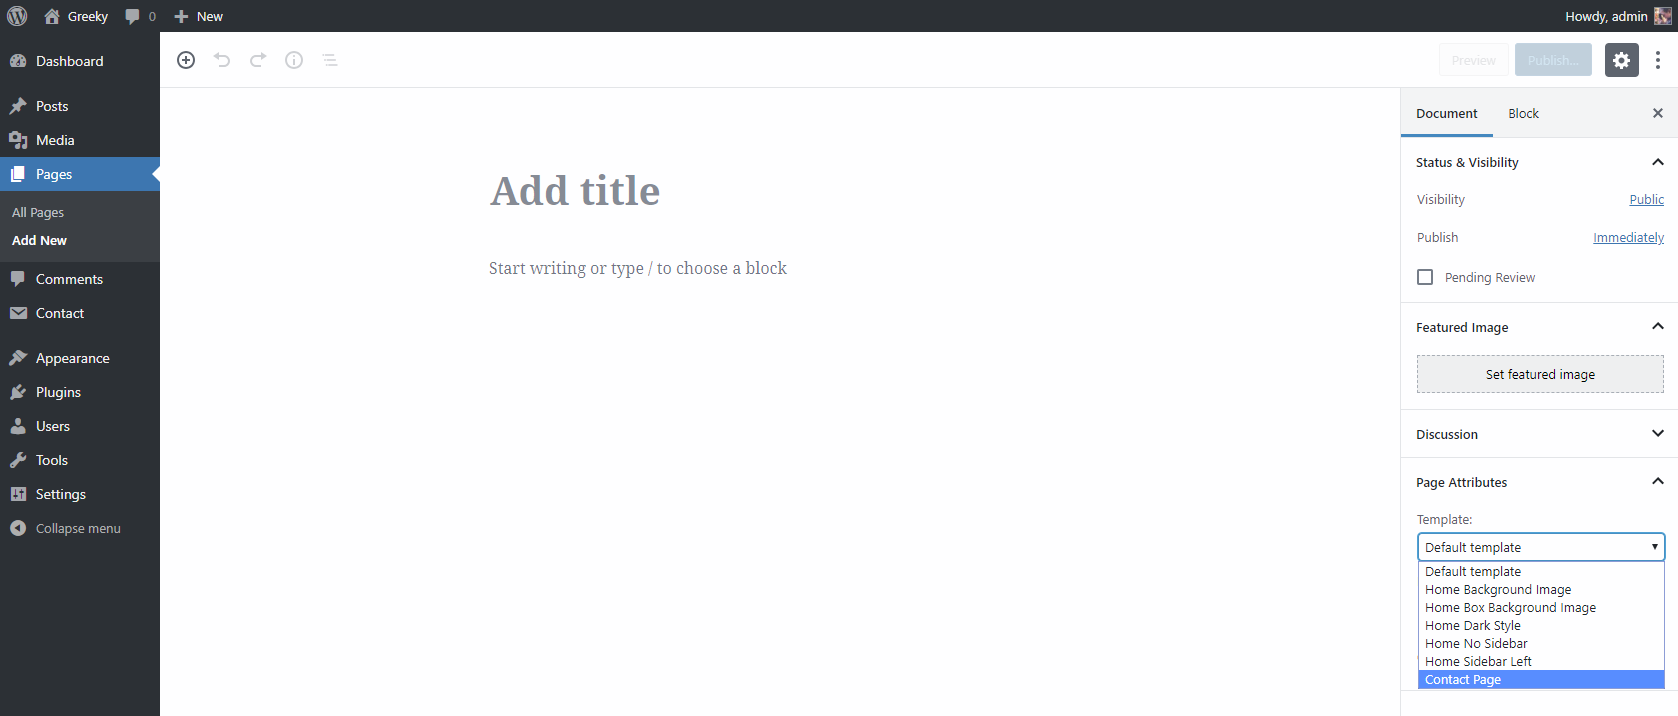 Greeky 0 New Howdy, admin
Dashboard
Posts
Media
Pages
All Pages
Add New
Comments
Contact
Appearance
Plugins
Users
Tools
Settings
Collapse menu
Preview Publish...
Add title
Start writing or type / to choose a block
Document Block
Status & Visibility
Visibility Public
Publish Immediately
Pending Review
Featured Image
Set featured image
Discussion
Page Attributes
Template:
Default template
Default template
Home Background Image
Home Box Background Image
Home Dark Style
Home No Sidebar
Home Sidebar Left
Contact Page